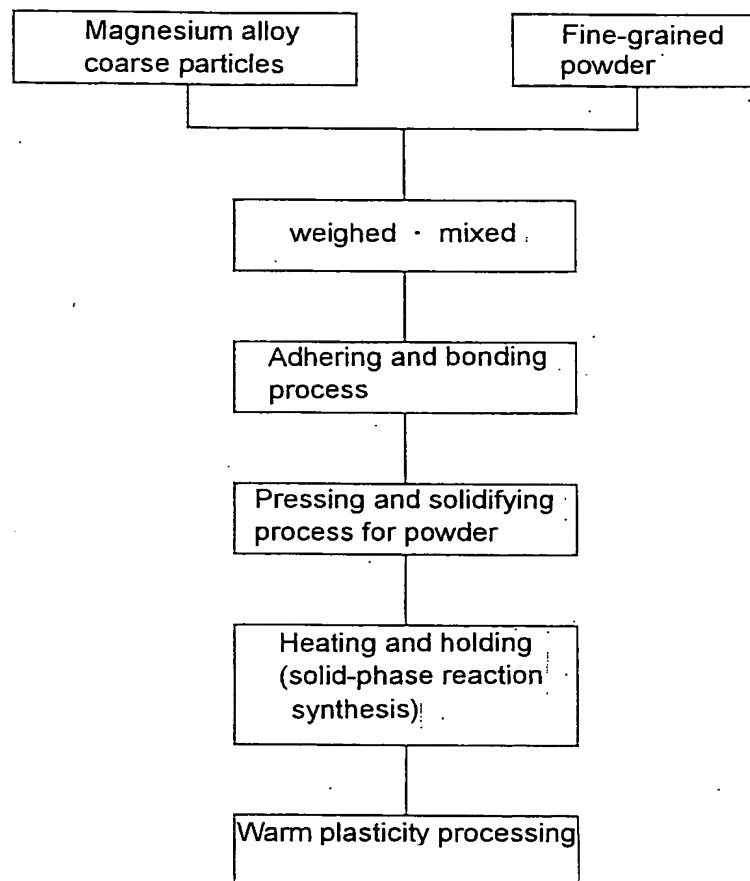 Magnesium alloy
coarse particles
Fine-grained
powder
weighed · mixed
Adhering and bonding
process
Pressing and solidifying
process for powder
Heating and holding
(solid-phase reaction
synthesis)
Warm plasticity processing